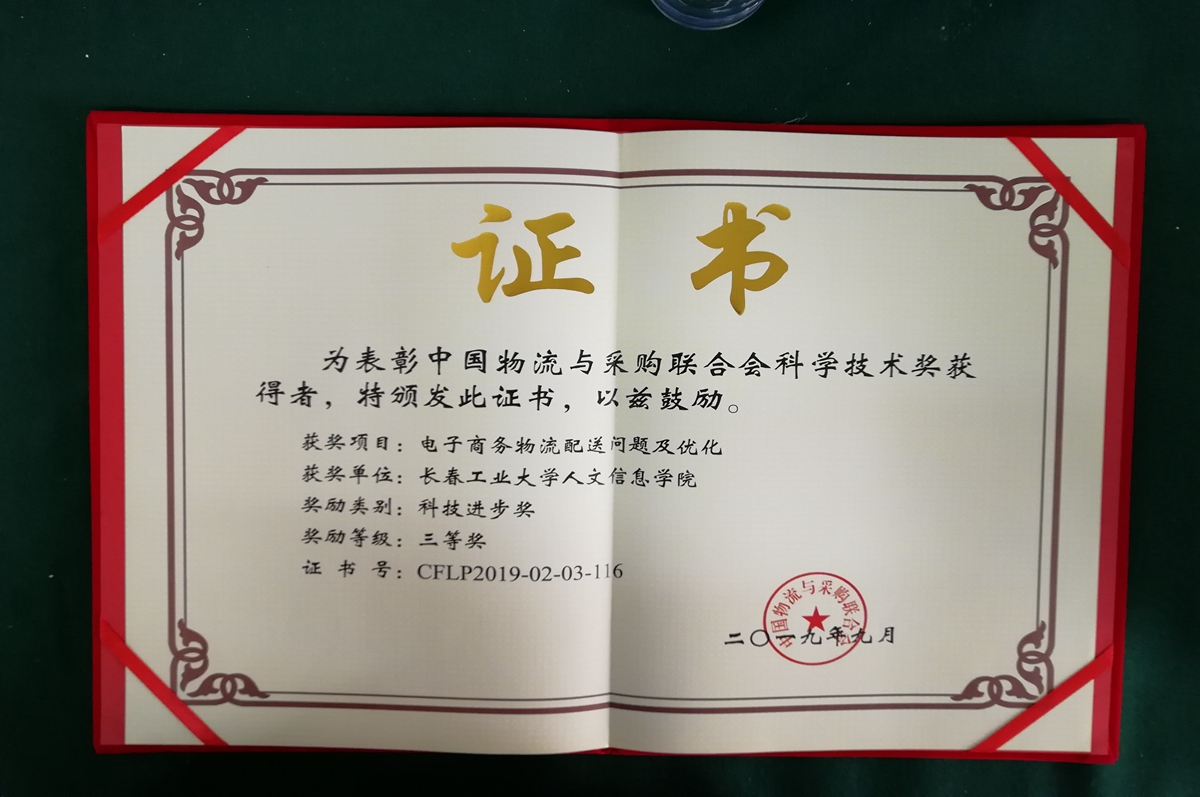 证书
为表彰中国物流与采购联合会科学技术奖获
得者，特颁发此证书，以兹鼓励。
获奖项目：电子商务物流配送问题及优化
获奖单位：长春工业大学人文信息学院
奖励类别：科技进步奖
奖励等级：三等奖
证书号：CFLP2019-02-03-116
中国物流与采购联合会
二〇一九年九月